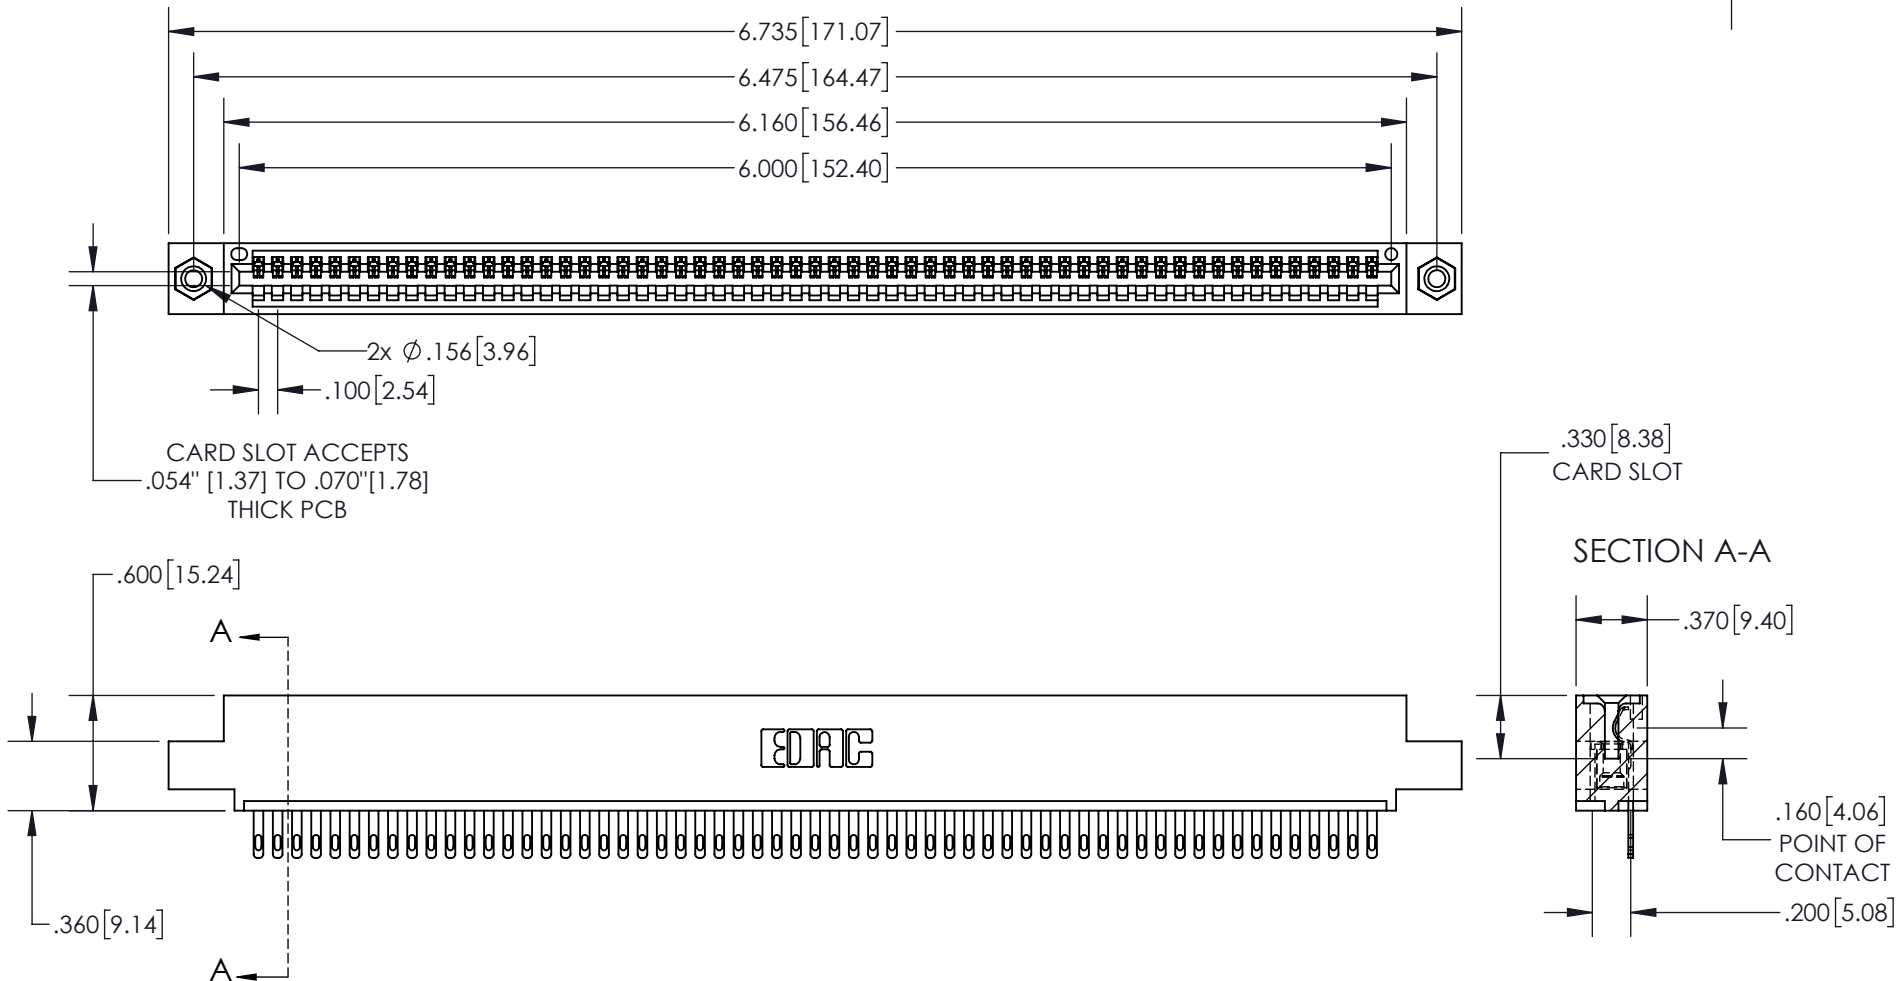 6.735[171.07]
6.475[164.47]
6.160[156.46]
6.000[152.40]
2x Ø.156[3.96]
.100[2.54]
CARD SLOT ACCEPTS
.054" [1.37] TO .070"[1.78]
THICK PCB
.330[8.38]
CARD SLOT
SECTION A-A
.600[15.24]
.370[9.40]
A
EDAC
.160[4.06]
POINT OF
CONTACT
.360[9.14]
.200[5.08]
A